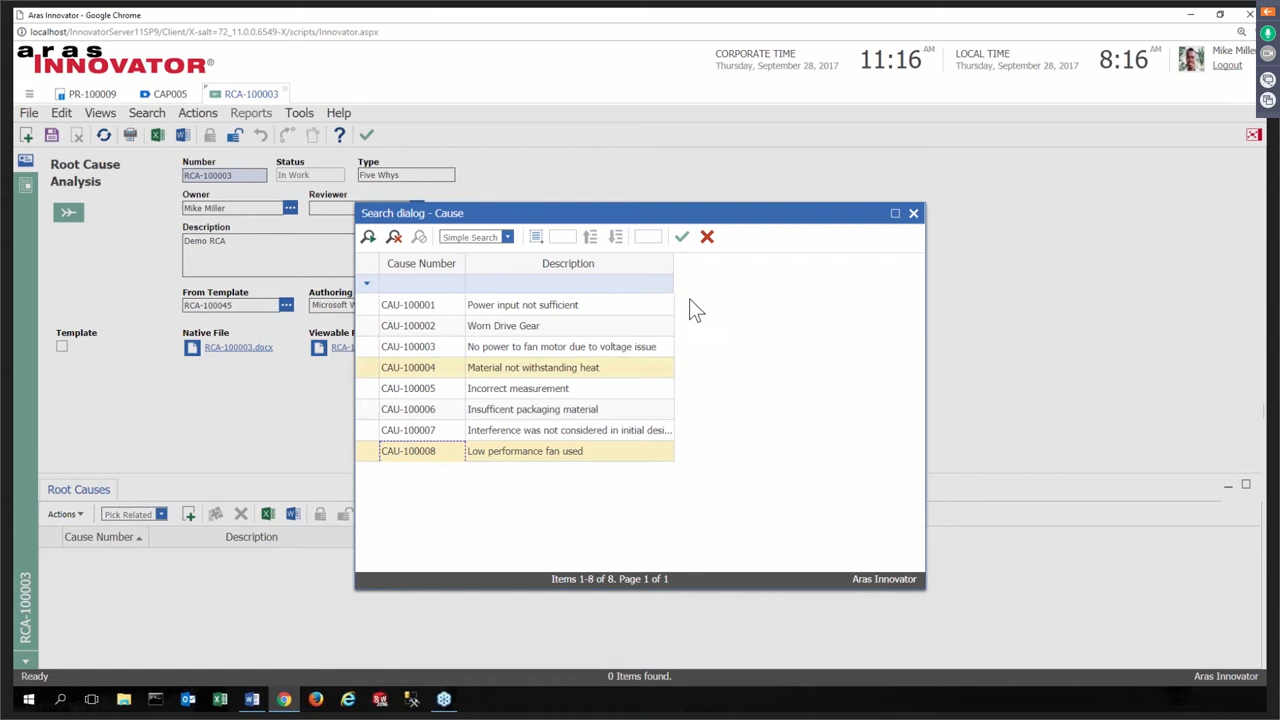 Aras Innovator - Google Chrome
localhost/InnovatorServer11SP9/Client/X-salt=72_11.0.0.6549-X/scripts/Innovator.aspx
aras
INNOVATOR®
CORPORATE TIME
Thursday, September 28, 2017
11:16 AM
LOCAL TIME
Thursday, September 28, 2017
8:16 AM
Mike Miller
Logout
PR-100009 CAP005 RCA-100003
File Edit Views Search Actions Reports Tools Help
Root Cause
Analysis
Number Status Type
RCA-100003 In Work Five Whys
Owner Reviewer
Mike Miller
Description
Demo RCA
From Template Authoring
RCA-100045 Microsoft W
Template Native File Viewable F
RCA-100003.docx RCA-1
Search dialog - Cause
Simple Search
Cause Number Description
CAU-100001 Power input not sufficient
CAU-100002 Worn Drive Gear
CAU-100003 No power to fan motor due to voltage issue
CAU-100004 Material not withstanding heat
CAU-100005 Incorrect measurement
CAU-100006 Insufficent packaging material
CAU-100007 Interference was not considered in initial desi...
CAU-100008 Low performance fan used
Items 1-8 of 8. Page 1 of 1 Aras Innovator
Root Causes
Actions Pick Related
Cause Number Description
RCA-100003
Ready 0 Items found. Aras Innovator